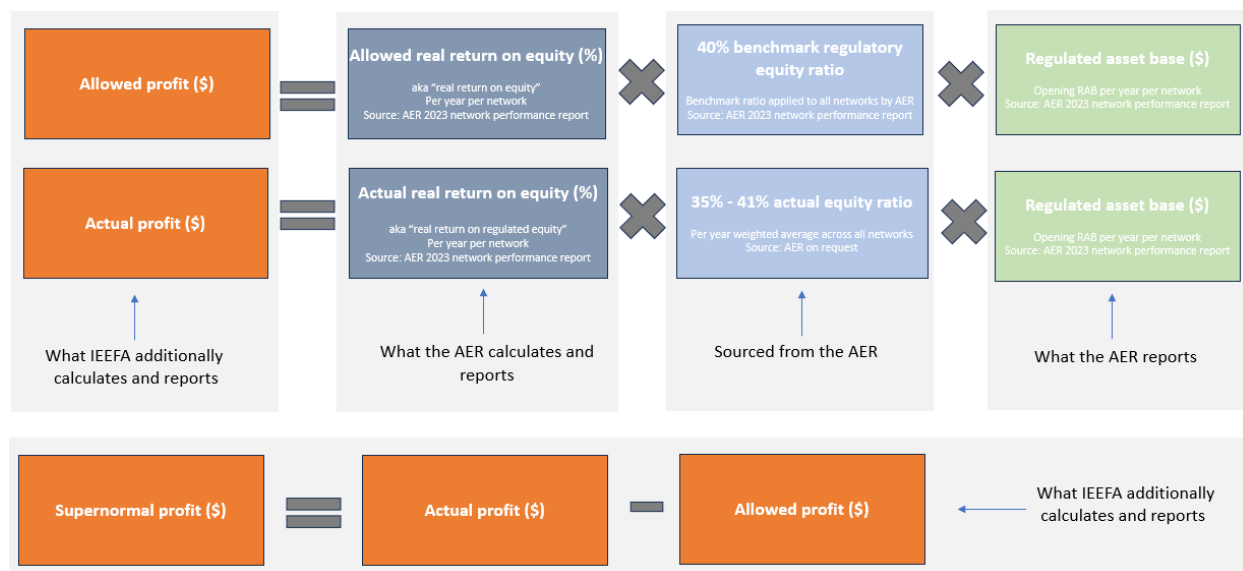 Allowed profit ($)
Allowed real return on equity (%)
aka “real return on equity”
Per year per network
Source: AER 2023 network performance report
40% benchmark regulatory
equity ratio
Benchmark ratio applied to all networks by AER
Source: AER 2023 network performance report
Regulated asset base ($)
Opening RAB per year per network
Source: AER 2023 network performance report
Actual profit ($)
Actual real return on equity (%)
aka “real return on regulated equity”
Per year per network
Source: AER 2023 network performance report
35% - 41% actual equity ratio
Per year weighted average across all networks
Source: AER on request
Regulated asset base ($)
Opening RAB per year per network
Source: AER 2023 network performance report
What IEEFA additionally
calculates and reports
What the AER calculates and
reports
Sourced from the AER
What the AER reports
Supernormal profit ($)
Actual profit ($)
Allowed profit ($)
What IEEFA additionally
calculates and reports